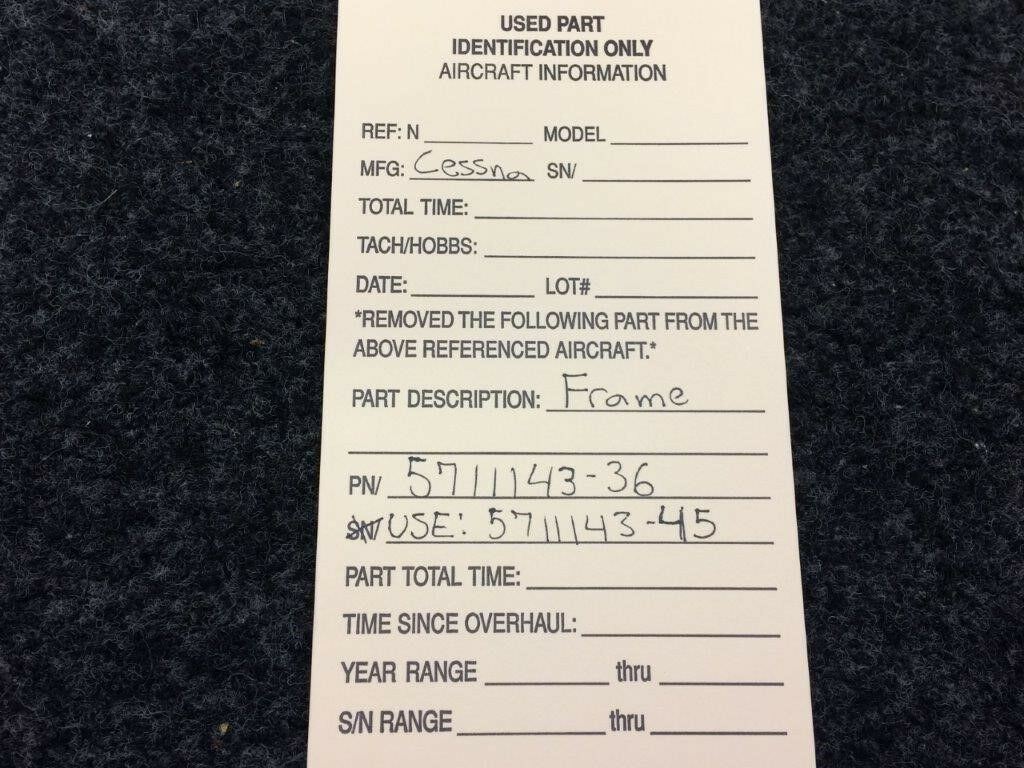 USED PART
IDENTIFICATION ONLY
AIRCRAFT INFORMATION
REF: N MODEL
MFG: Cessna SN/
TOTAL TIME:
TACH/HOBBS:
DATE: LOT#
*REMOVED THE FOLLOWING PART FROM THE
ABOVE REFERENCED AIRCRAFT.*
PART DESCRIPTION: Frame
PN/ 5711143-36
SN/ USE: 5711143-45
PART TOTAL TIME:
TIME SINCE OVERHAUL:
YEAR RANGE thru
S/N RANGE thru